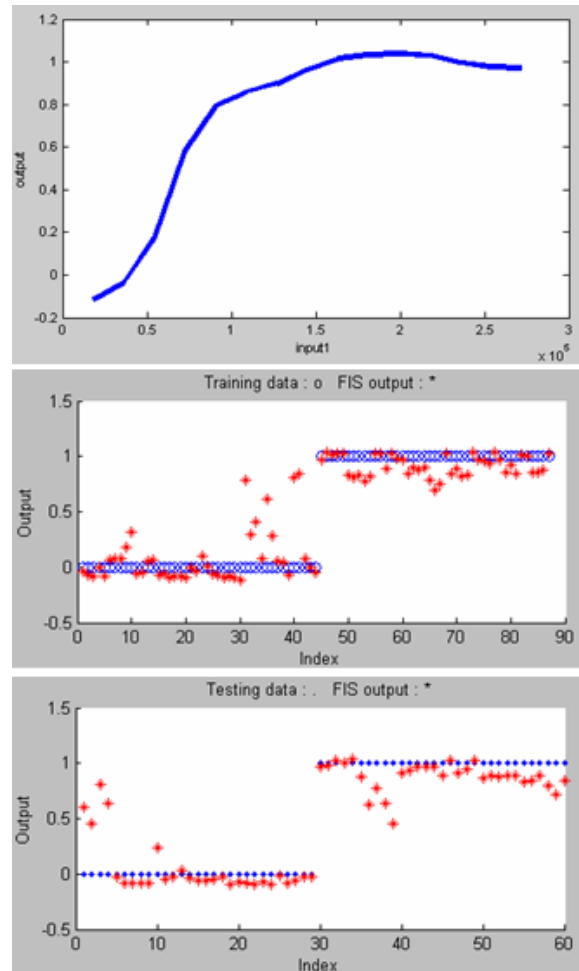 1.2
1
0.8
0.6
0.4
0.2
0
-0.2
output
0 0.5 1 1.5 2 2.5 3
input1
x 10^5
Training data : o FIS output : *
1.5
1
0.5
0
-0.5
Output
0 10 20 30 40 50 60 70 80 90
Index
Testing data : . FIS output : *
1.5
1
0.5
0
-0.5
Output
0 10 20 30 40 50 60
Index